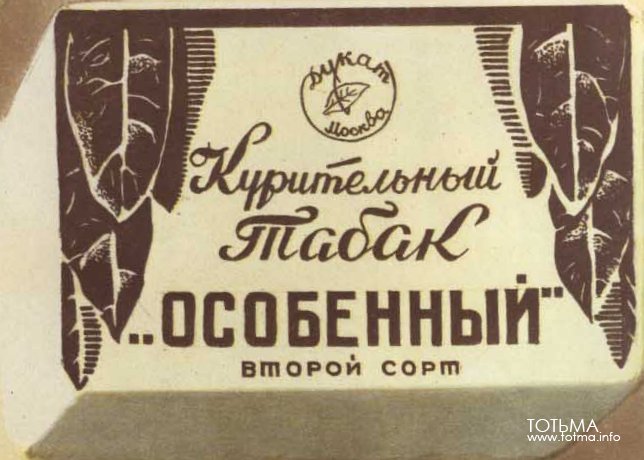 Дукат
Москва
Курительный
Табак
„ОСОБЕННЫЙ"
ВТОРОЙ СОРТ
ТОТЬМА
www.totma.info